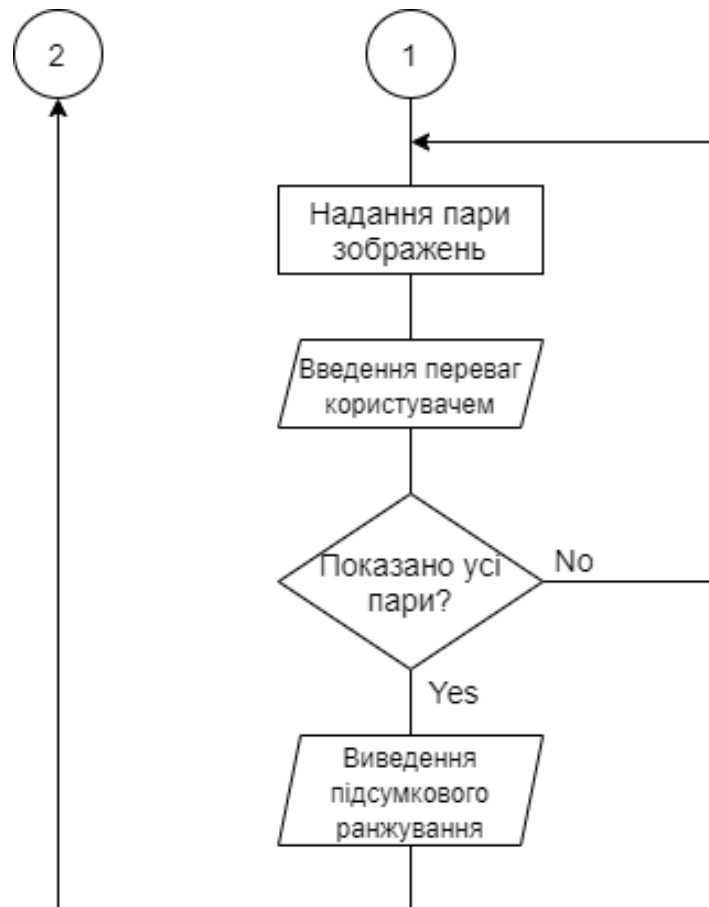 2
1
Надання пари
зображень
Введення переваг
користувачем
Показано усі
пари?
No
Yes
Виведення
підсумкового
ранжування